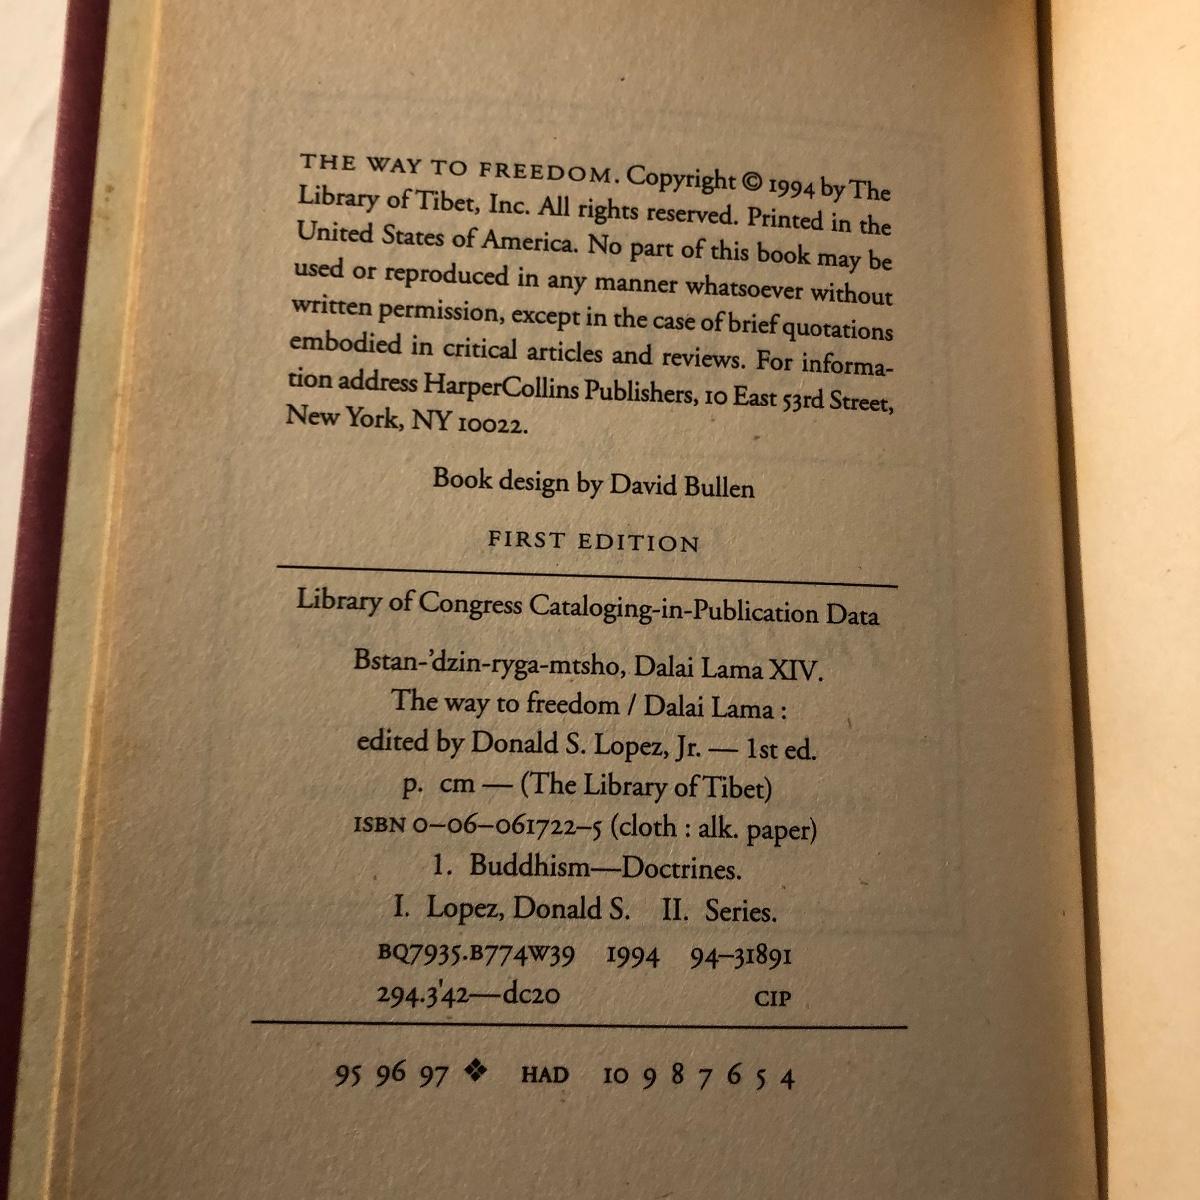 THE WAY TO FREEDOM. Copyright © 1994 by The
Library of Tibet, Inc. All rights reserved. Printed in the
United States of America. No part of this book may be
used or reproduced in any manner whatsoever without
written permission, except in the case of brief quotations
embodied in critical articles and reviews. For informa-
tion address HarperCollins Publishers, 10 East 53rd Street,
New York, NY 10022.
Book design by David Bullen
FIRST EDITION
Library of Congress Cataloging-in-Publication Data
Bstan-'dzin-ryga-mtsho, Dalai Lama XIV.
The way to freedom / Dalai Lama :
edited by Donald S. Lopez, Jr. — 1st ed.
p. cm — (The Library of Tibet)
ISBN 0–06–061722–5 (cloth : alk. paper)
1. Buddhism—Doctrines.
I. Lopez, Donald S. II. Series.
BQ7935.B774W39 1994 94–31891
294.3'42—dc20 CIP
95 96 97 ❖ HAD 10 9 8 7 6 5 4